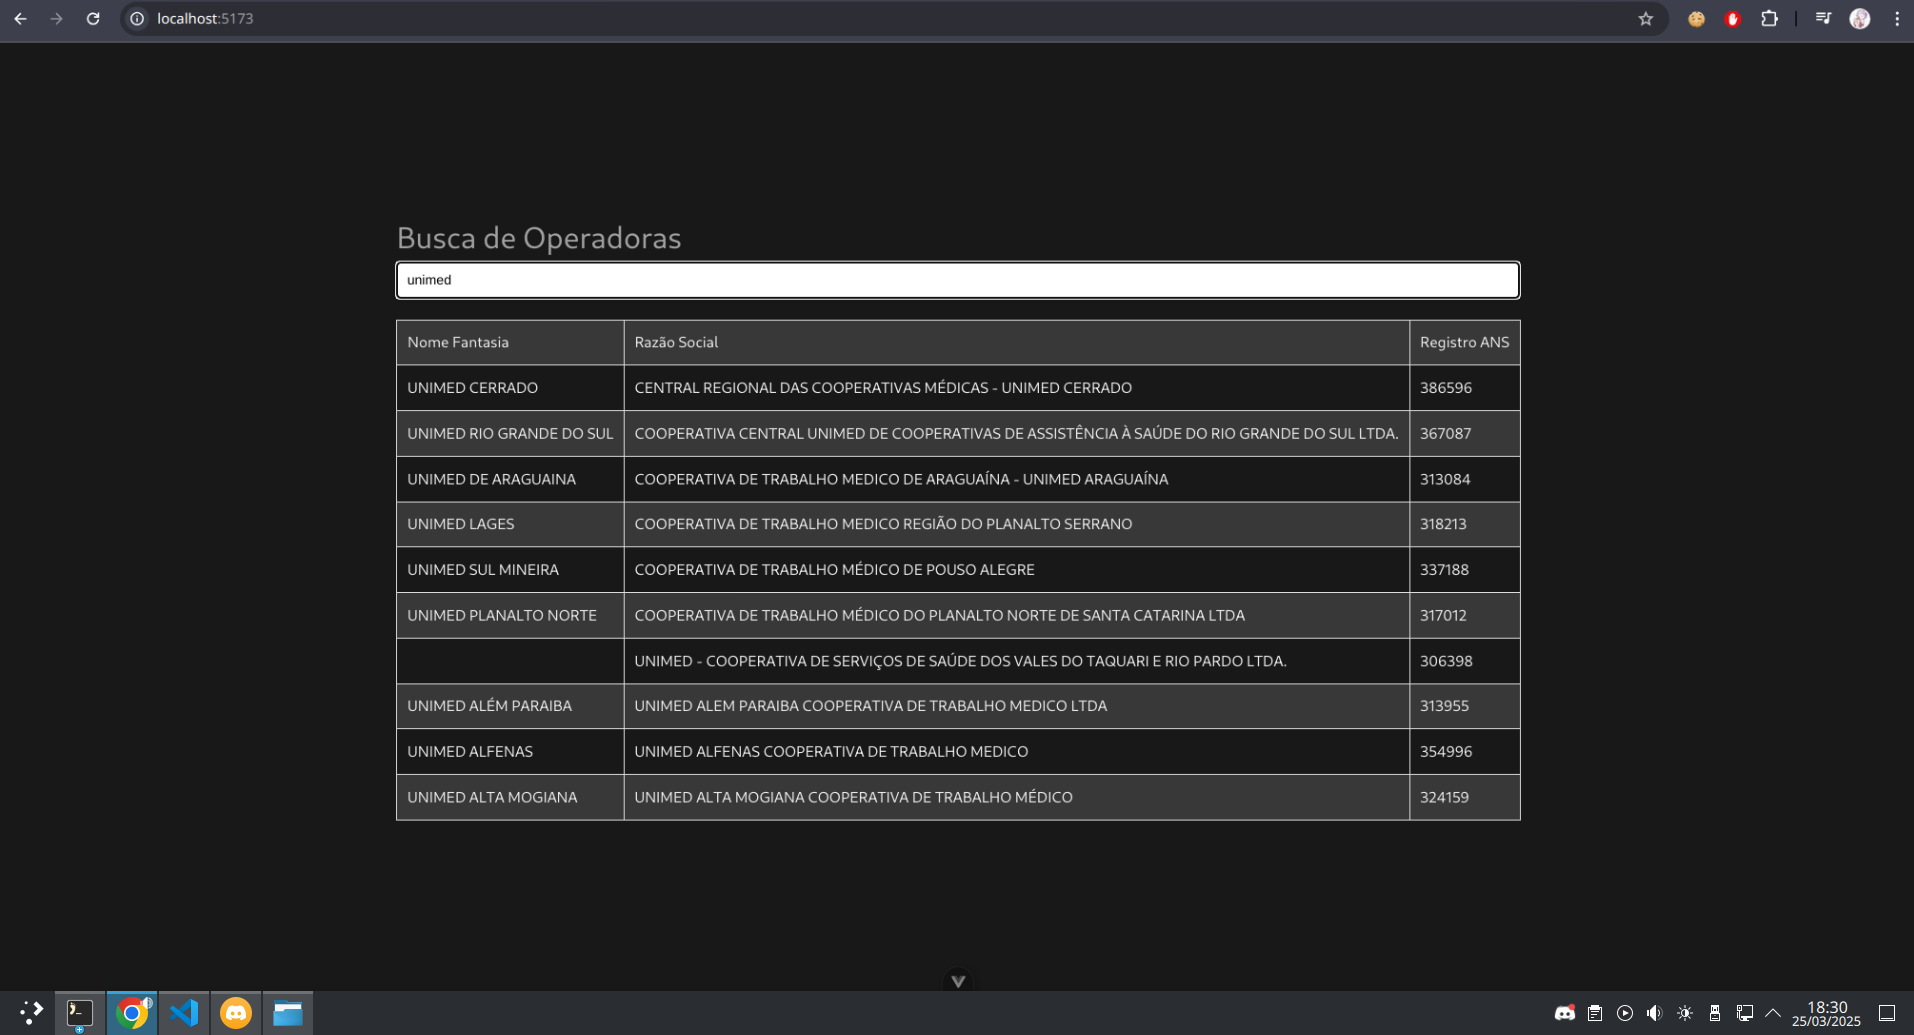 localhost:5173
Busca de Operadoras
unimed
Nome Fantasia Razão Social Registro ANS
UNIMED CERRADO CENTRAL REGIONAL DAS COOPERATIVAS MÉDICAS - UNIMED CERRADO 386596
UNIMED RIO GRANDE DO SUL COOPERATIVA CENTRAL UNIMED DE COOPERATIVAS DE ASSISTÊNCIA À SAÚDE DO RIO GRANDE DO SUL LTDA. 367087
UNIMED DE ARAGUAINA COOPERATIVA DE TRABALHO MEDICO DE ARAGUAÍNA - UNIMED ARAGUAÍNA 313084
UNIMED LAGES COOPERATIVA DE TRABALHO MEDICO REGIÃO DO PLANALTO SERRANO 318213
UNIMED SUL MINEIRA COOPERATIVA DE TRABALHO MÉDICO DE POUSO ALEGRE 337188
UNIMED PLANALTO NORTE COOPERATIVA DE TRABALHO MÉDICO DO PLANALTO NORTE DE SANTA CATARINA LTDA 317012
UNIMED - COOPERATIVA DE SERVIÇOS DE SAÚDE DOS VALES DO TAQUARI E RIO PARDO LTDA. 306398
UNIMED ALÉM PARAIBA UNIMED ALEM PARAIBA COOPERATIVA DE TRABALHO MEDICO LTDA 313955
UNIMED ALFENAS UNIMED ALFENAS COOPERATIVA DE TRABALHO MEDICO 354996
UNIMED ALTA MOGIANA UNIMED ALTA MOGIANA COOPERATIVA DE TRABALHO MÉDICO 324159
18:30
25/03/2025